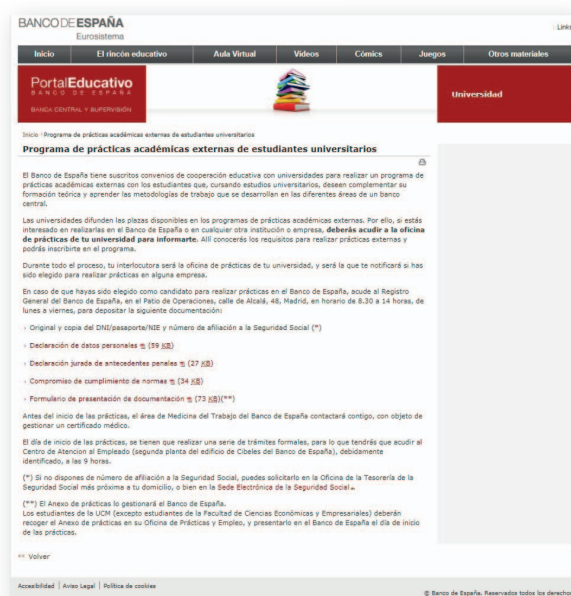 BANCO DE ESPAÑA
Eurosistema
Links
Inicio El rincón educativo Aula Virtual Videos Cómics Juegos Otros materiales
PortalEducativo
BANCO DE ESPAÑA
BANCA CENTRAL Y SUPERVISIÓN
Universidad
Inicio › Programa de prácticas académicas externas de estudiantes universitarios
Programa de prácticas académicas externas de estudiantes universitarios
El Banco de España tiene suscritos convenios de cooperación educativa con universidades para realizar un programa de
prácticas académicas externas con los estudiantes que, cursando estudios universitarios, deseen complementar su
formación teórica y aprender las metodologías de trabajo que se desarrollan en las diferentes áreas de un banco
central.
Las universidades difunden las plazas disponibles en los programas de prácticas académicas externas. Por ello, si estás
interesado en realizarlas en el Banco de España o en cualquier otra institución o empresa, deberás acudir a la oficina
de prácticas de tu universidad para informarte. Allí conocerás los requisitos para realizar prácticas externas y
podrás inscribirte en el programa.
Durante todo el proceso, tu interlocutora será la oficina de prácticas de tu universidad, y será la que te notificará si has
sido elegido para realizar prácticas en alguna empresa.
En caso de que hayas sido elegido como candidato para realizar prácticas en el Banco de España, acude al Registro
General del Banco de España, en el Patio de Operaciones, calle de Alcalá, 48, Madrid, en horario de 8.30 a 14 horas, de
lunes a viernes, para depositar la siguiente documentación:
› Original y copia del DNI/pasaporte/NIE y número de afiliación a la Seguridad Social (*)
› Declaración de datos personales (59 KB)
› Declaración jurada de antecedentes penales (27 KB)
› Compromiso de cumplimiento de normas (34 KB)
› Formulario de presentación de documentación (73 KB)(**)
Antes del inicio de las prácticas, el área de Medicina del Trabajo del Banco de España contactará contigo, con objeto de
gestionar un certificado médico.
El día de inicio de las prácticas, se tienen que realizar una serie de trámites formales, para lo que tendrás que acudir al
Centro de Atencion al Empleado (segunda planta del edificio de Cibeles del Banco de España), debidamente
identificado, a las 9 horas.
(*) Si no dispones de número de afiliación a la Seguridad Social, puedes solicitarlo en la Oficina de la Tesorería de la
Seguridad Social más próxima a tu domicilio, o bien en la Sede Electrónica de la Seguridad Social
(**) El Anexo de prácticas lo gestionará el Banco de España.
Los estudiantes de la UCM (excepto estudiantes de la Facultad de Ciencias Económicas y Empresariales) deberán
recoger el Anexo de prácticas en su Oficina de Prácticas y Empleo, y presentarlo en el Banco de España el día de inicio
de las prácticas.
<< Volver
Accesibilidad | Aviso Legal | Política de cookies
© Banco de España. Reservados todos los derechos